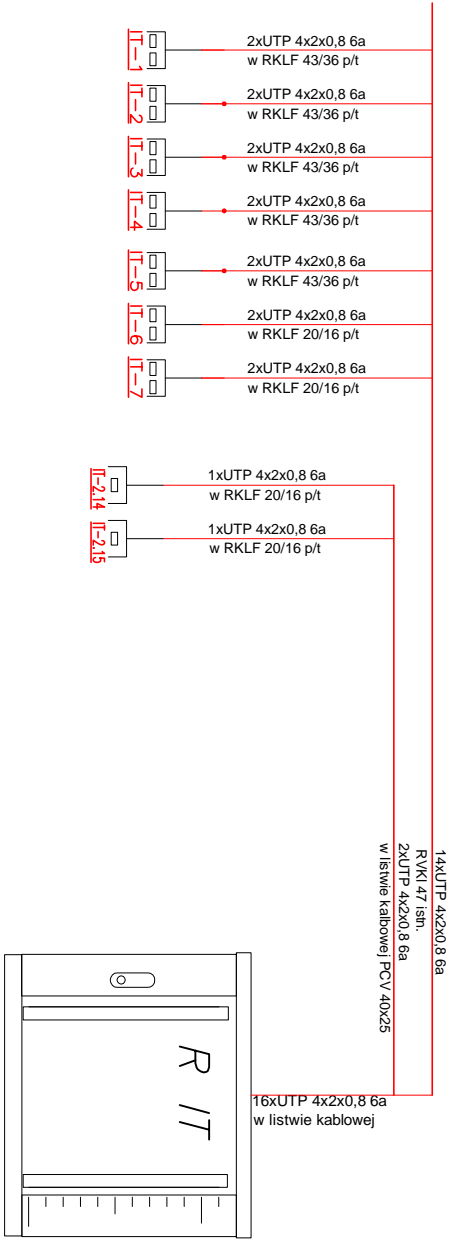 IT-1
2xUTP 4x2x0,8 6a
w RKLF 43/36 p/t
IT-2
2xUTP 4x2x0,8 6a
w RKLF 43/36 p/t
IT-3
2xUTP 4x2x0,8 6a
w RKLF 43/36 p/t
IT-4
2xUTP 4x2x0,8 6a
w RKLF 43/36 p/t
IT-5
2xUTP 4x2x0,8 6a
w RKLF 43/36 p/t
IT-6
2xUTP 4x2x0,8 6a
w RKLF 20/16 p/t
IT-7
2xUTP 4x2x0,8 6a
w RKLF 20/16 p/t
IT-2.14
1xUTP 4x2x0,8 6a
w RKLF 20/16 p/t
IT-2.15
1xUTP 4x2x0,8 6a
w RKLF 20/16 p/t
14xUTP 4x2x0,8 6a
RVKI 47 istn.
2xUTP 4x2x0,8 6a
w listwie kalbowej PCV 40x25
16xUTP 4x2x0,8 6a
w listwie kablowej
R IT